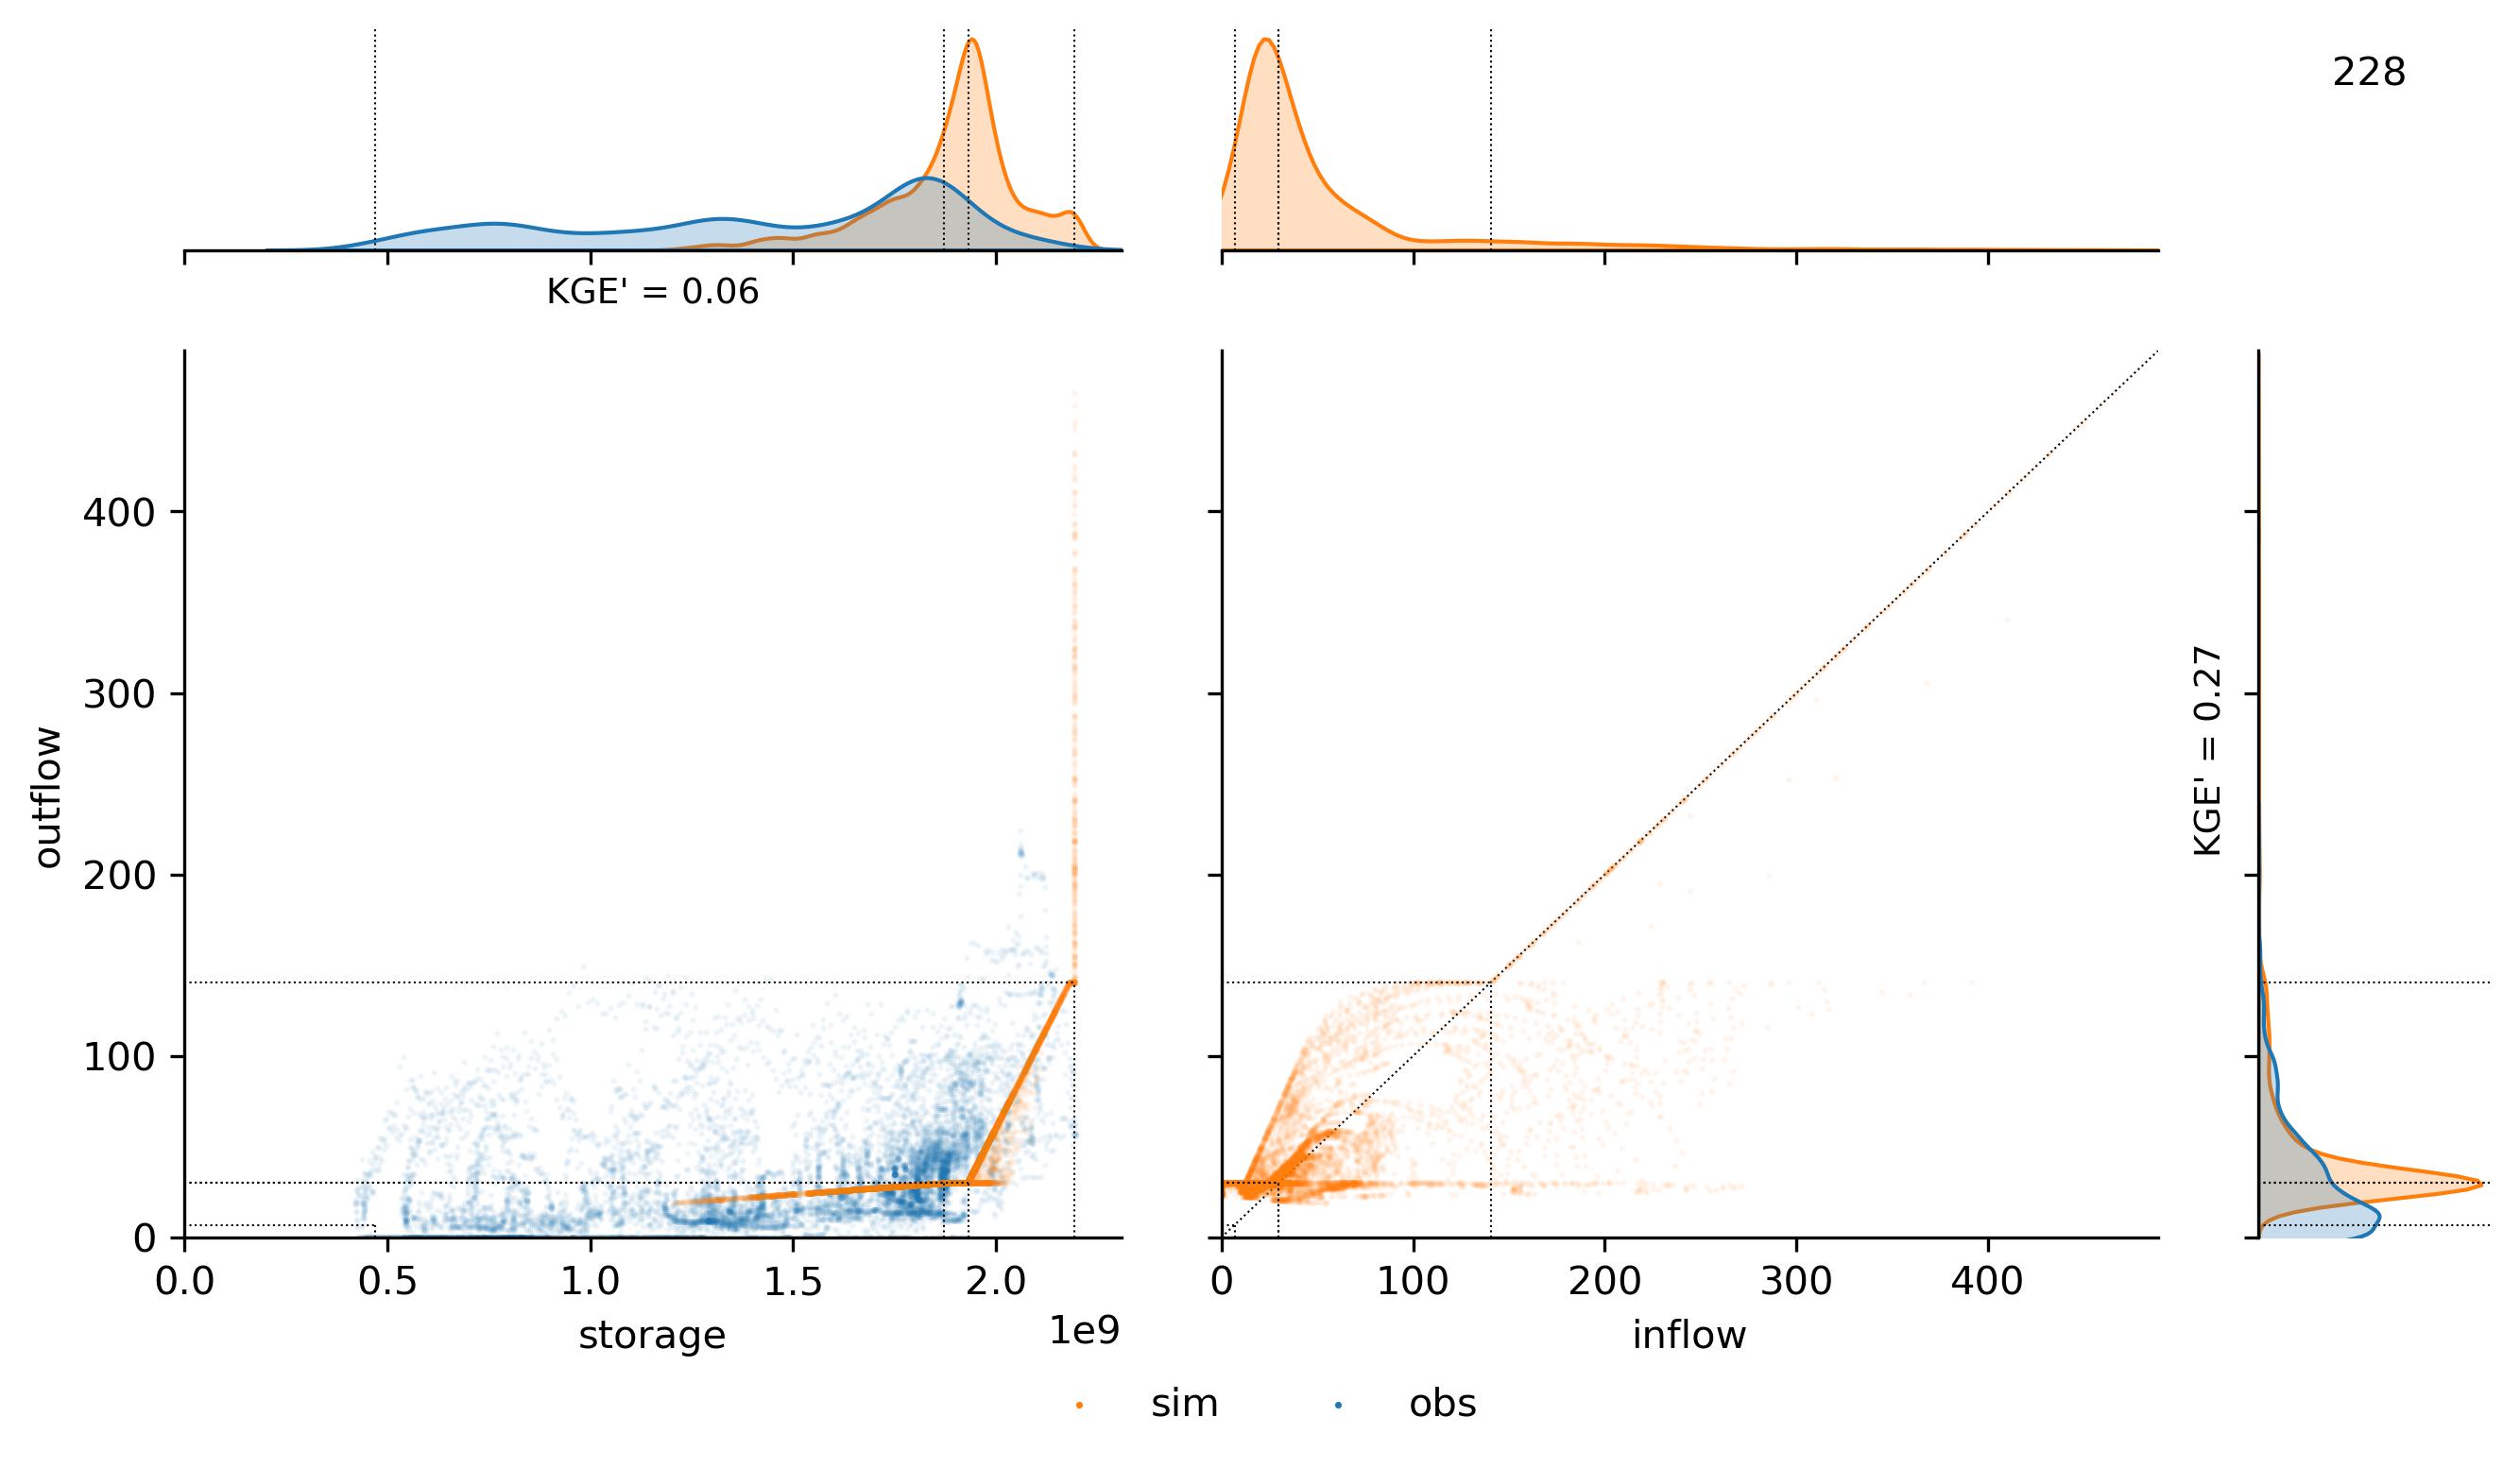 228
KGE' = 0.06
outflow
400
300
200
100
0
0.0 0.5 1.0 1.5 2.0
storage
1e9
KGE' = 0.27
0 100 200 300 400
inflow
sim obs